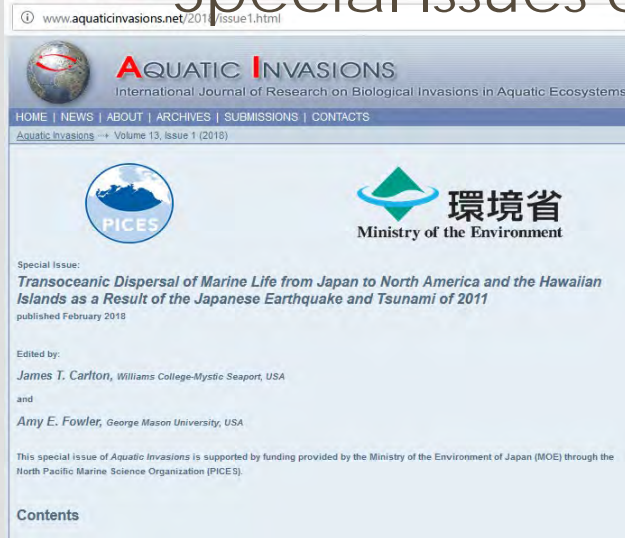 Special Issues
www.aquaticinvasions.net/2018/issue1.html
AQUATIC INVASIONS
International Journal of Research on Biological Invasions in Aquatic Ecosystems
HOME | NEWS | ABOUT | ARCHIVES | SUBMISSIONS | CONTACTS
Aquatic Invasions → Volume 13, Issue 1 (2018)
PICES
環境省
Ministry of the Environment
Special Issue:
Transoceanic Dispersal of Marine Life from Japan to North America and the Hawaiian
Islands as a Result of the Japanese Earthquake and Tsunami of 2011
published February 2018
Edited by:
James T. Carlton, Williams College-Mystic Seaport, USA
and
Amy E. Fowler, George Mason University, USA
This special issue of Aquatic Invasions is supported by funding provided by the Ministry of the Environment of Japan (MOE) through the
North Pacific Marine Science Organization (PICES).
Contents